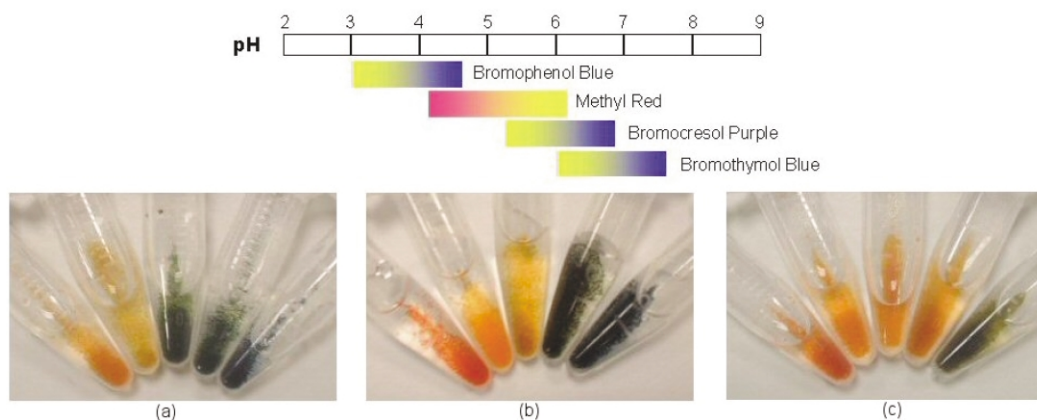 2 3 4 5 6 7 8 9
pH
Bromophenol Blue
Methyl Red
Bromocresol Purple
Bromothymol Blue
(a) (b) (c)